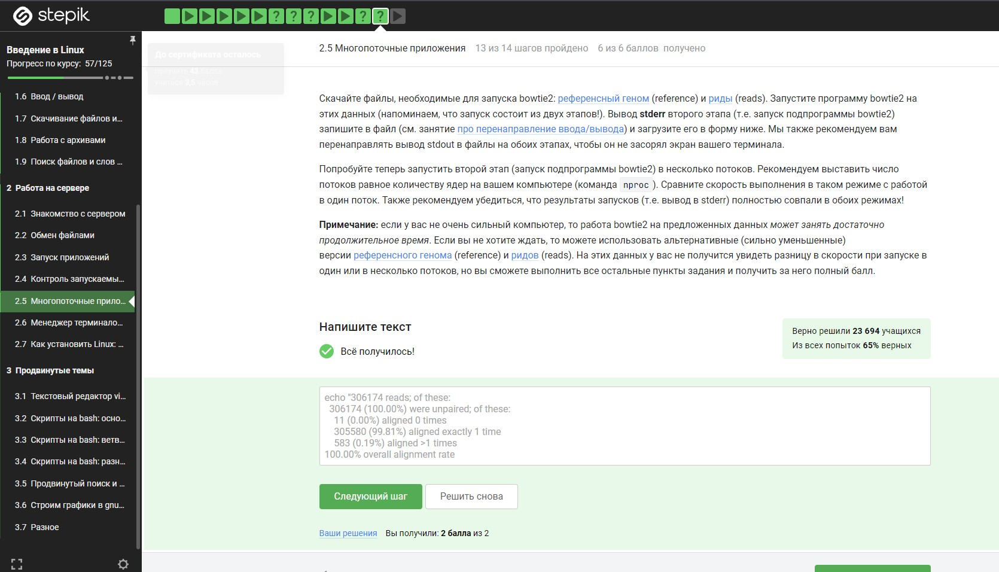 stepik
Введение в Linux
Прогресс по курсу: 57/125
1.6 Ввод / вывод
1.7 Скачивание файлов и...
1.8 Работа с архивами
1.9 Поиск файлов и слов ...
2 Работа на сервере
2.1 Знакомство с сервером
2.2 Обмен файлами
2.3 Запуск приложений
2.4 Контроль запускаемы...
2.5 Многопоточные прило...
2.6 Менеджер терминало...
2.7 Как установить Linux: ...
3 Продвинутые темы
3.1 Текстовый редактор vi...
3.2 Скрипты на bash: осно...
3.3 Скрипты на bash: ветв...
3.4 Скрипты на bash: разн...
3.5 Продвинутый поиск и ...
3.6 Строим графики в gnu...
3.7 Разное
До сертификата осталось
получить 43 балла
учиться 3,5 часов
2.5 Многопоточные приложения 13 из 14 шагов пройдено 6 из 6 баллов получено
Скачайте файлы, необходимые для запуска bowtie2: референсный геном (reference) и риды (reads). Запустите программу bowtie2 на
этих данных (напоминаем, что запуск состоит из двух этапов!). Вывод stderr второго этапа (т.е. запуск подпрограммы bowtie2)
запишите в файл (см. занятие про перенаправление ввода/вывода) и загрузите его в форму ниже. Мы также рекомендуем вам
перенаправлять вывод stdout в файлы на обоих этапах, чтобы он не засорял экран вашего терминала.
Попробуйте теперь запустить второй этап (запуск подпрограммы bowtie2) в несколько потоков. Рекомендуем выставить число
потоков равное количеству ядер на вашем компьютере (команда nproc). Сравните скорость выполнения в таком режиме с работой
в один поток. Также рекомендуем убедиться, что результаты запусков (т.е. вывод в stderr) полностью совпали в обоих режимах!
Примечание: если у вас не очень сильный компьютер, то работа bowtie2 на предложенных данных может занять достаточно
продолжительное время. Если вы не хотите ждать, то можете использовать альтернативные (сильно уменьшенные)
версии референсного генома (reference) и ридов (reads). На этих данных у вас не получится увидеть разницу в скорости при запуске в
один или в несколько потоков, но вы сможете выполнить все остальные пункты задания и получить за него полный балл.
Напишите текст
Всё получилось!
Верно решили 23 694 учащихся
Из всех попыток 65% верных
echo "306174 reads; of these:
306174 (100.00%) were unpaired; of these:
11 (0.00%) aligned 0 times
305580 (99.81%) aligned exactly 1 time
583 (0.19%) aligned >1 times
100.00% overall alignment rate
Следующий шаг
Решить снова
Ваши решения Вы получили: 2 балла из 2